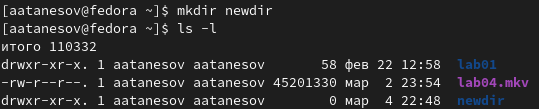 [aatanesov@fedora ~]$ mkdir newdir
[aatanesov@fedora ~]$ ls -l
итого 110332
drwxr-xr-x. 1 aatanesov aatanesov       58 фев 22 12:58 lab01
-rw-r--r--. 1 aatanesov aatanesov 45201330 мар  2 23:54 lab04.mkv
drwxr-xr-x. 1 aatanesov aatanesov        0 мар  4 22:48 newdir